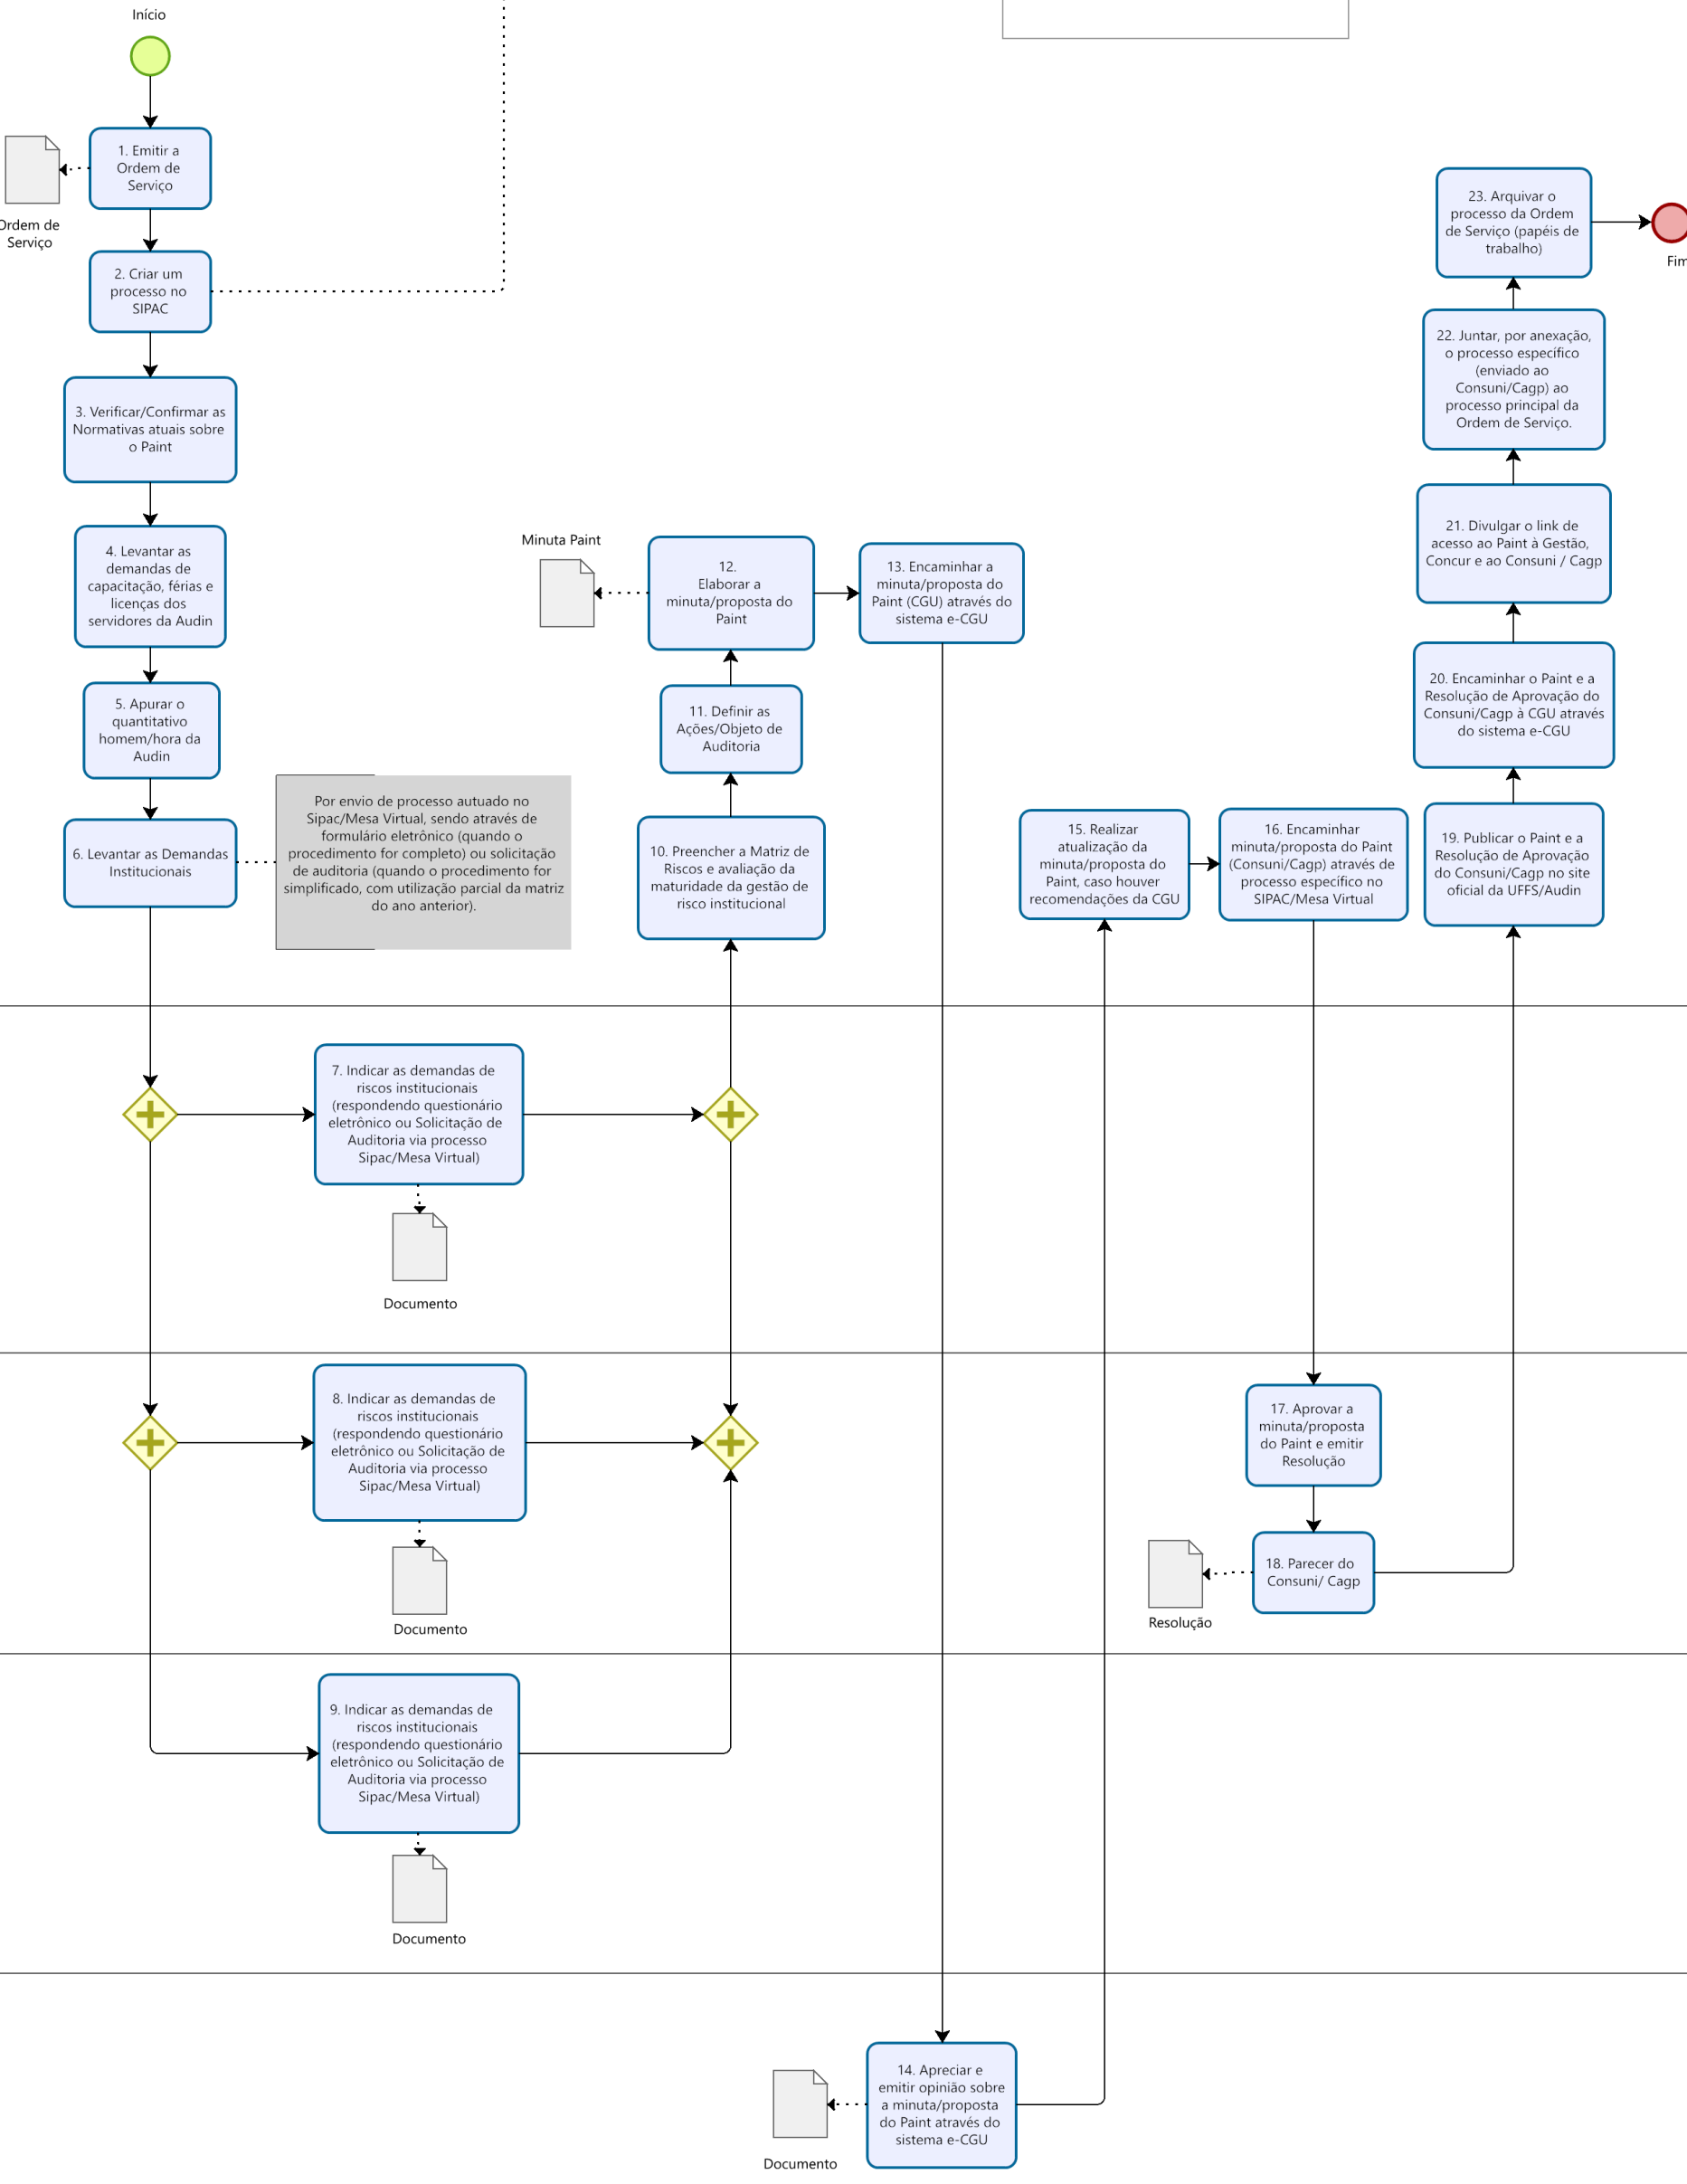 Início
1. Emitir a
Ordem de
Serviço
Ordem de
Serviço
2. Criar um
processo no
SIPAC
3. Verificar/Confirmar as
Normativas atuais sobre
o Paint
4. Levantar as
demandas de
capacitação, férias e
licenças dos
servidores da Audin
5. Apurar o
quantitativo
homem/hora da
Audin
6. Levantar as Demandas
Institucionais
Por envio de processo autuado no
Sipac/Mesa Virtual, sendo através de
formulário eletrônico (quando o
procedimento for completo) ou solicitação
de auditoria (quando o procedimento for
simplificado, com utilização parcial da matriz
do ano anterior).
7. Indicar as demandas de
riscos institucionais
(respondendo questionário
eletrônico ou Solicitação de
Auditoria via processo
Sipac/Mesa Virtual)
Documento
8. Indicar as demandas de
riscos institucionais
(respondendo questionário
eletrônico ou Solicitação de
Auditoria via processo
Sipac/Mesa Virtual)
Documento
9. Indicar as demandas de
riscos institucionais
(respondendo questionário
eletrônico ou Solicitação de
Auditoria via processo
Sipac/Mesa Virtual)
Documento
10. Preencher a Matriz de
Riscos e avaliação da
maturidade da gestão de
risco institucional
11. Definir as
Ações/Objeto de
Auditoria
12.
Elaborar a
minuta/proposta do
Paint
Minuta Paint
13. Encaminhar a
minuta/proposta do
Paint (CGU) através do
sistema e-CGU
14. Apreciar e
emitir opinião sobre
a minuta/proposta
do Paint através do
sistema e-CGU
Documento
15. Realizar
atualização da
minuta/proposta do
Paint, caso houver
recomendações da CGU
16. Encaminhar
minuta/proposta do Paint
(Consuni/Cagp) através de
processo específico no
SIPAC/Mesa Virtual
17. Aprovar a
minuta/proposta
do Paint e emitir
Resolução
18. Parecer do
Consuni/ Cagp
Resolução
19. Publicar o Paint e a
Resolução de Aprovação
do Consuni/Cagp no site
oficial da UFFS/Audin
20. Encaminhar o Paint e a
Resolução de Aprovação do
Consuni/Cagp à CGU através
do sistema e-CGU
21. Divulgar o link de
acesso ao Paint à Gestão,
Concur e ao Consuni / Cagp
22. Juntar, por anexação,
o processo específico
(enviado ao
Consuni/Cagp) ao
processo principal da
Ordem de Serviço.
23. Arquivar o
processo da Ordem
de Serviço (papéis de
trabalho)
Fim